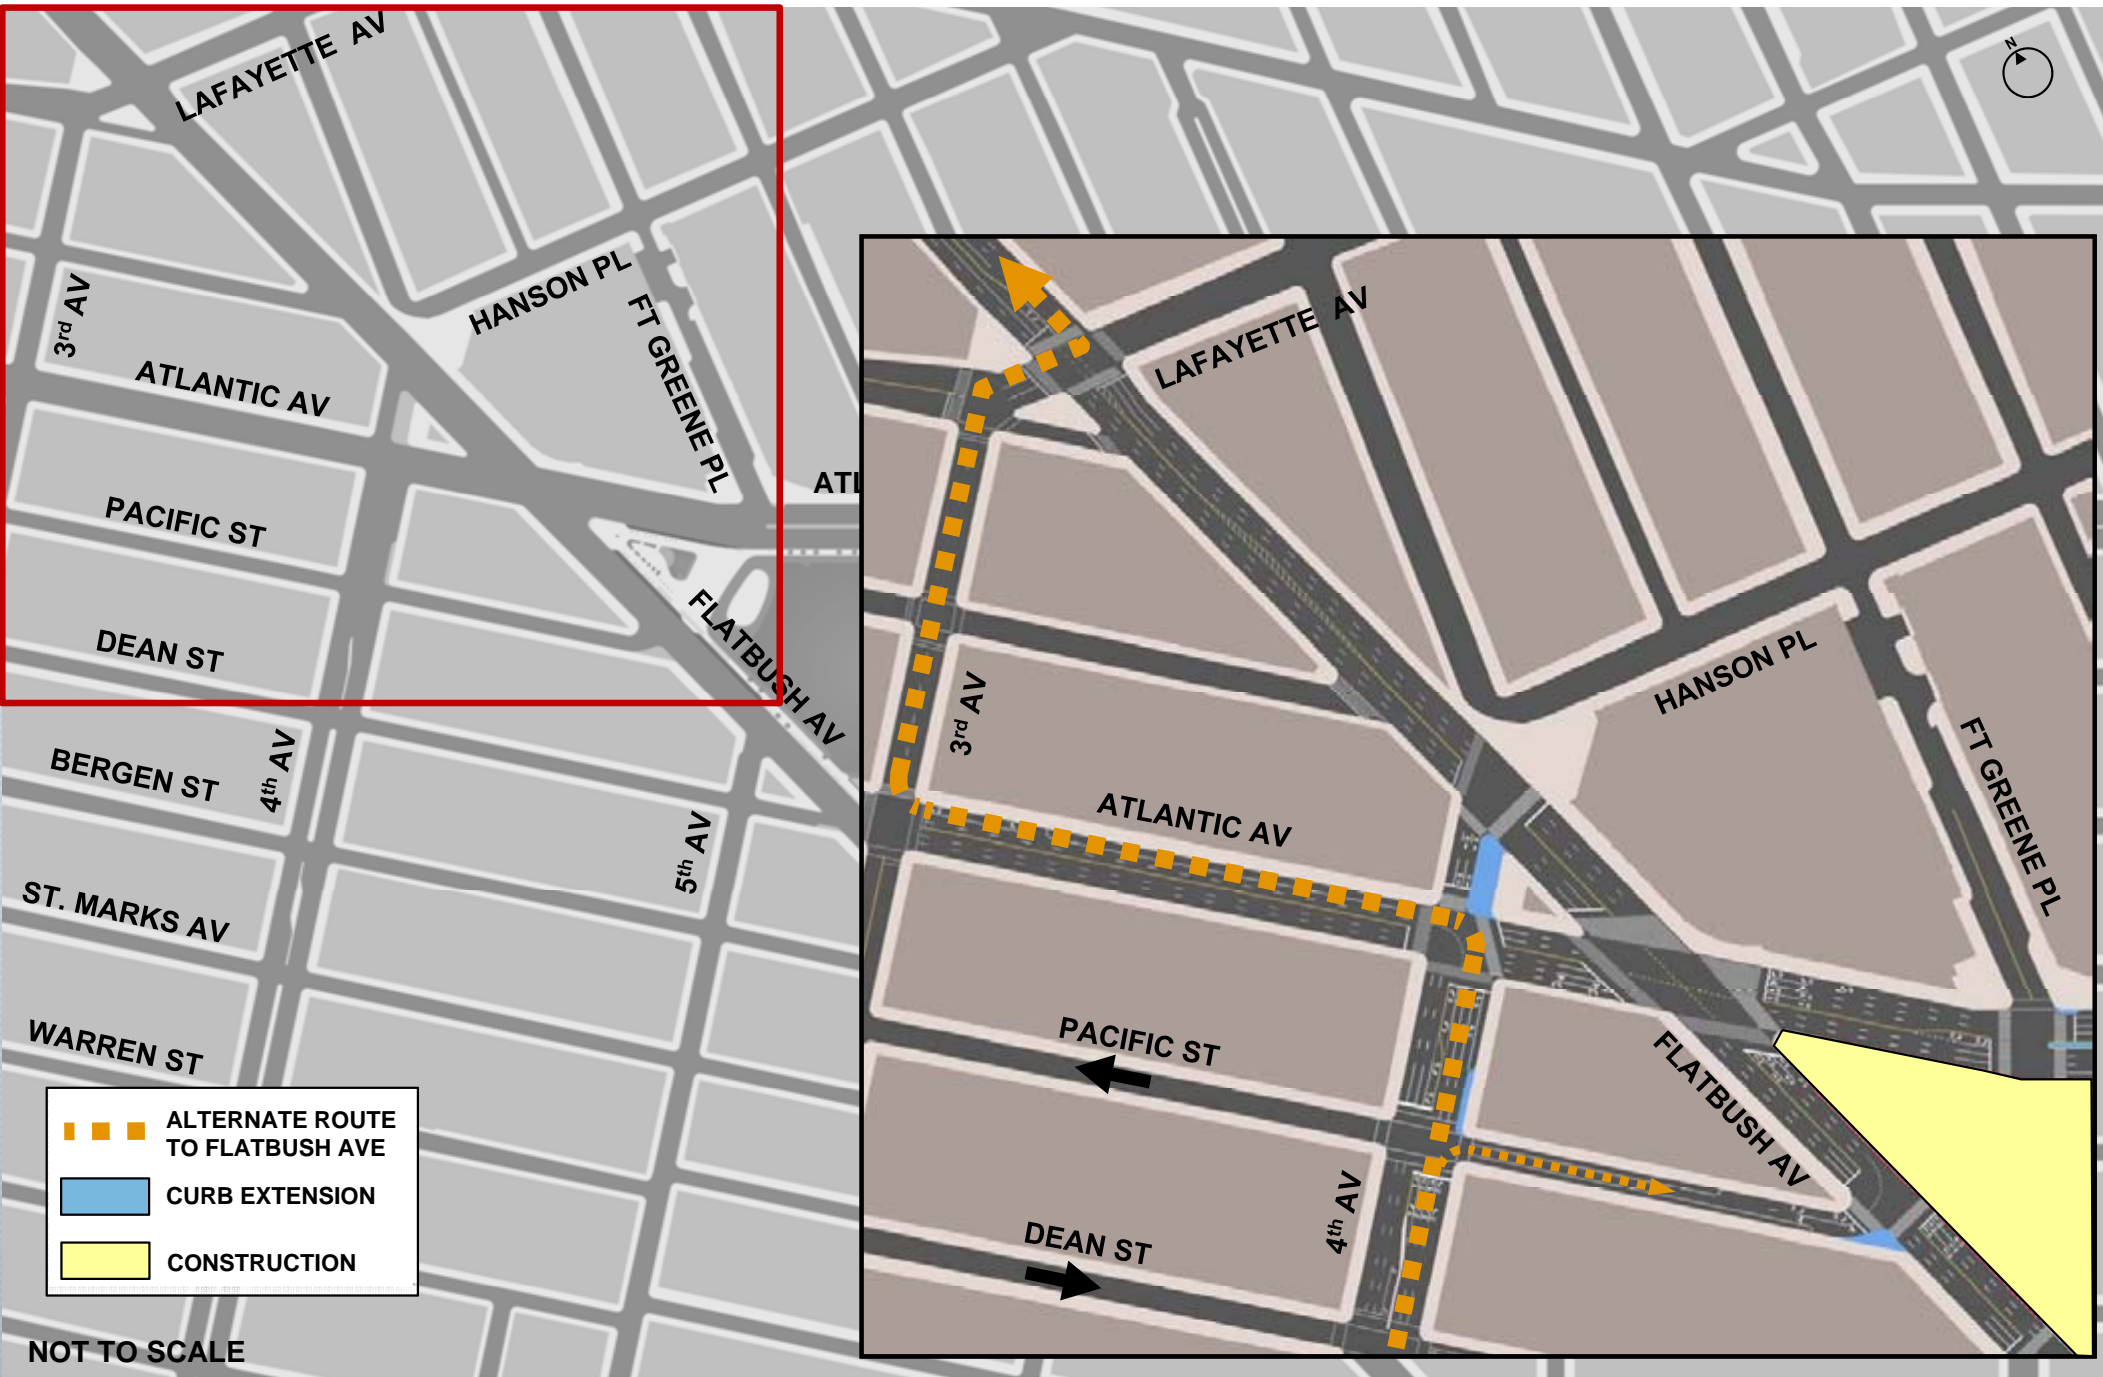 LAFAYETTE AV
N
HANSON PL
3rd AV
FT GREENE PL
ATLANTIC AV
ATL
PACIFIC ST
FLATBUSH AV
DEAN ST
BERGEN ST
4th AV
5th AV
ST. MARKS AV
WARREN ST
ALTERNATE ROUTE
TO FLATBUSH AVE
CURB EXTENSION
CONSTRUCTION
NOT TO SCALE
LAFAYETTE AV
HANSON PL
3rd AV
FT GREENE PL
ATLANTIC AV
PACIFIC ST
FLATBUSH AV
4th AV
DEAN ST